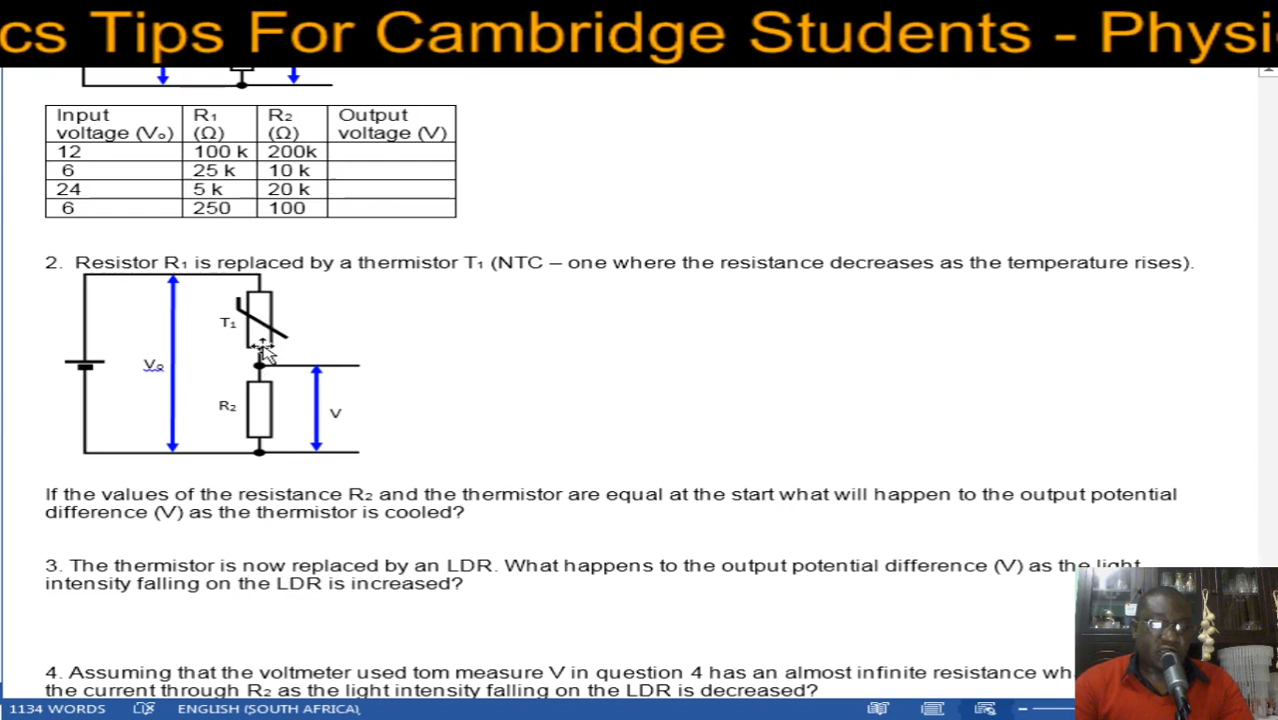 cs Tips For Cambridge Students - Physi
Input voltage (Vₒ) R₁ (Ω) R₂ (Ω) Output voltage (V)
12 100 k 200k
6 25 k 10 k
24 5 k 20 k
6 250 100
2. Resistor R₁ is replaced by a thermistor T₁ (NTC – one where the resistance decreases as the temperature rises).
T₁
Vₒ
R₂
V
If the values of the resistance R₂ and the thermistor are equal at the start what will happen to the output potential
difference (V) as the thermistor is cooled?
3. The thermistor is now replaced by an LDR. What happens to the output potential difference (V) as the light
intensity falling on the LDR is increased?
4. Assuming that the voltmeter used tom measure V in question 4 has an almost infinite resistance wh
the current through R₂ as the light intensity falling on the LDR is decreased?
1134 WORDS ENGLISH (SOUTH AFRICA)